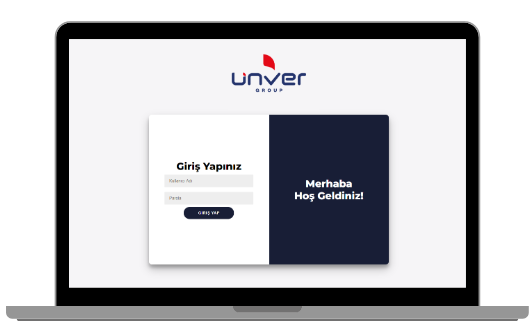 ünver
GROUP
Giriş Yapınız
Kullanıcı Adı
Parola
GİRİŞ YAP
Merhaba
Hoş Geldiniz!